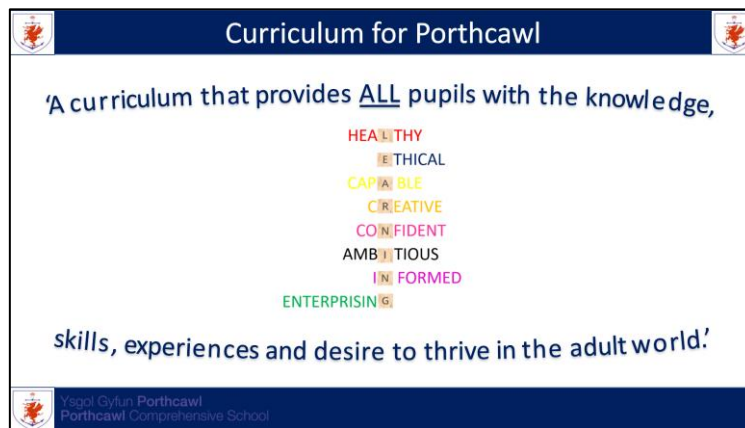 Curriculum for Porthcawl
'A curriculum that provides ALL pupils with the knowledge,
HEALTHY
ETHICAL
CAPABLE
CREATIVE
CONFIDENT
AMBITIOUS
INFORMED
ENTERPRISING
skills, experiences and desire to thrive in the adult world.'
Ysgol Gyfun Porthcawl
Porthcawl Comprehensive School